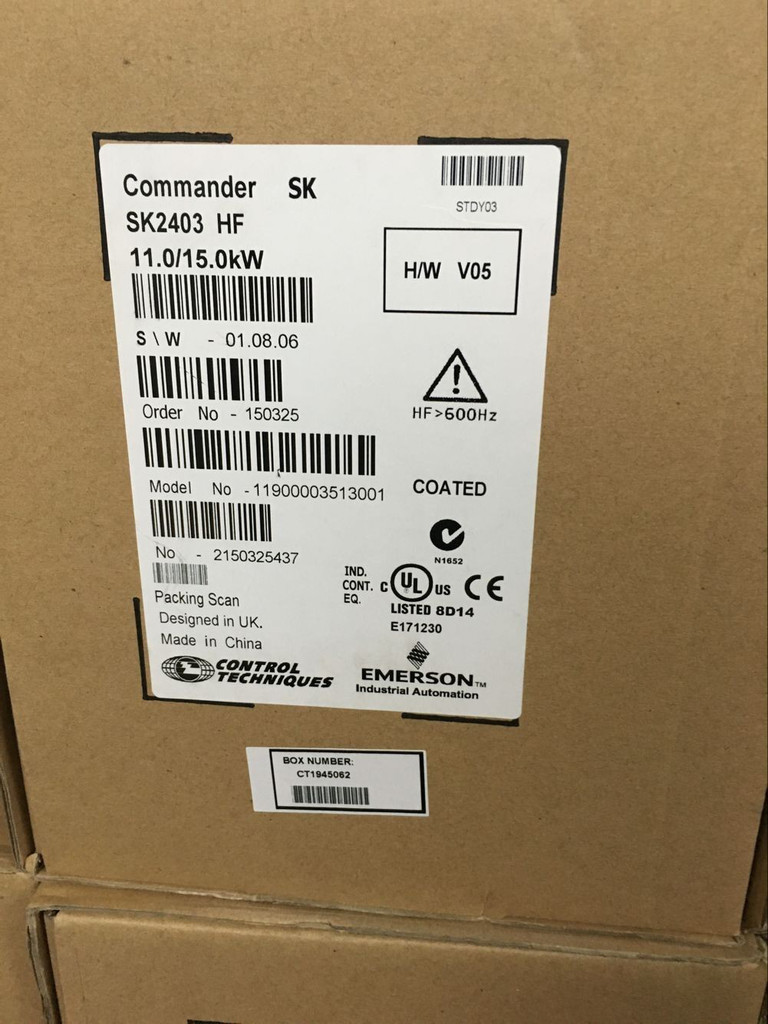 Commander SK
SK2403 HF
11.0/15.0kW
STDY03
H/W V05
S \ W - 01.08.06
HF>600Hz
Order No - 150325
Model No - 11900003513001
COATED
No - 2150325437
N1652
Packing Scan
Designed in UK.
Made in China
IND.
CONT.
EQ.
C UL US CE
LISTED 8D14
E171230
CONTROL
TECHNIQUES
EMERSON™
Industrial Automation
BOX NUMBER:
CT1945062